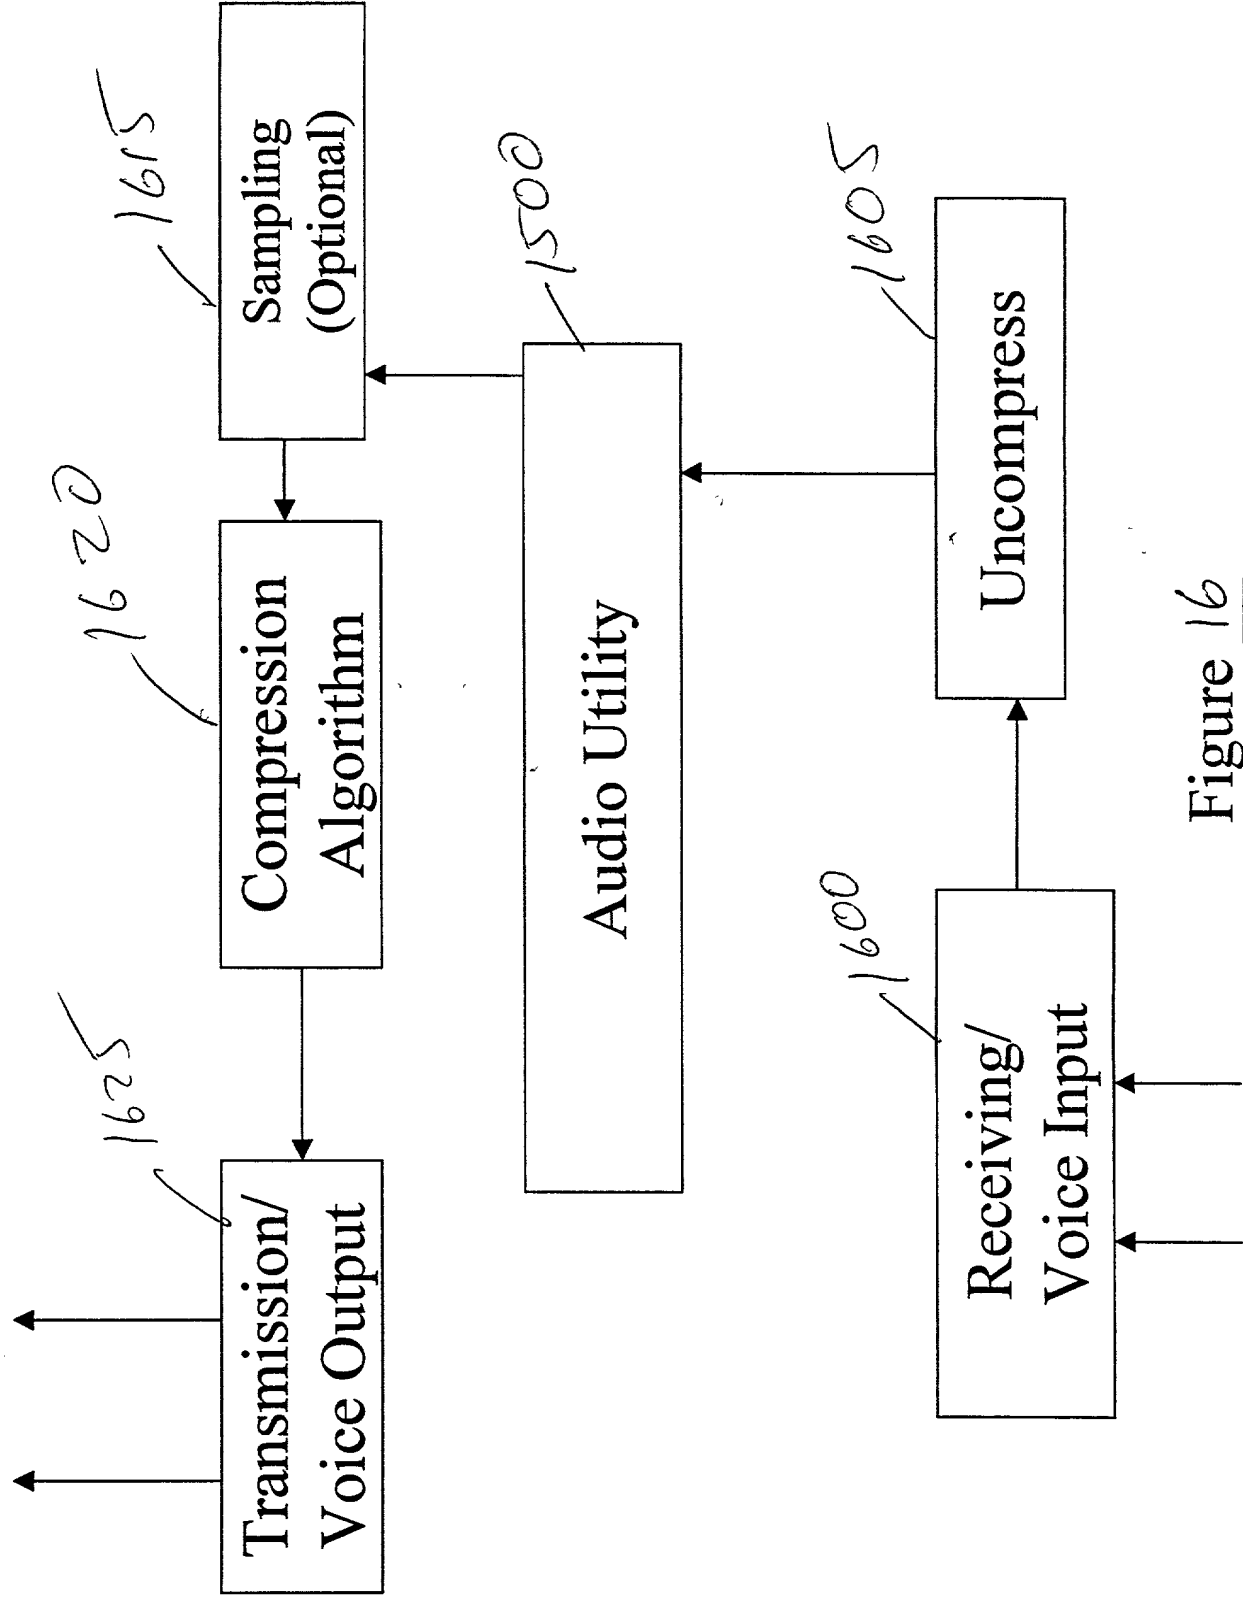 1625
Transmission/
Voice Output
1620
Compression
Algorithm
1615
Sampling
(Optional)
1500
Audio Utility
1600
Receiving/
Voice Input
1605
Uncompress
Figure 16